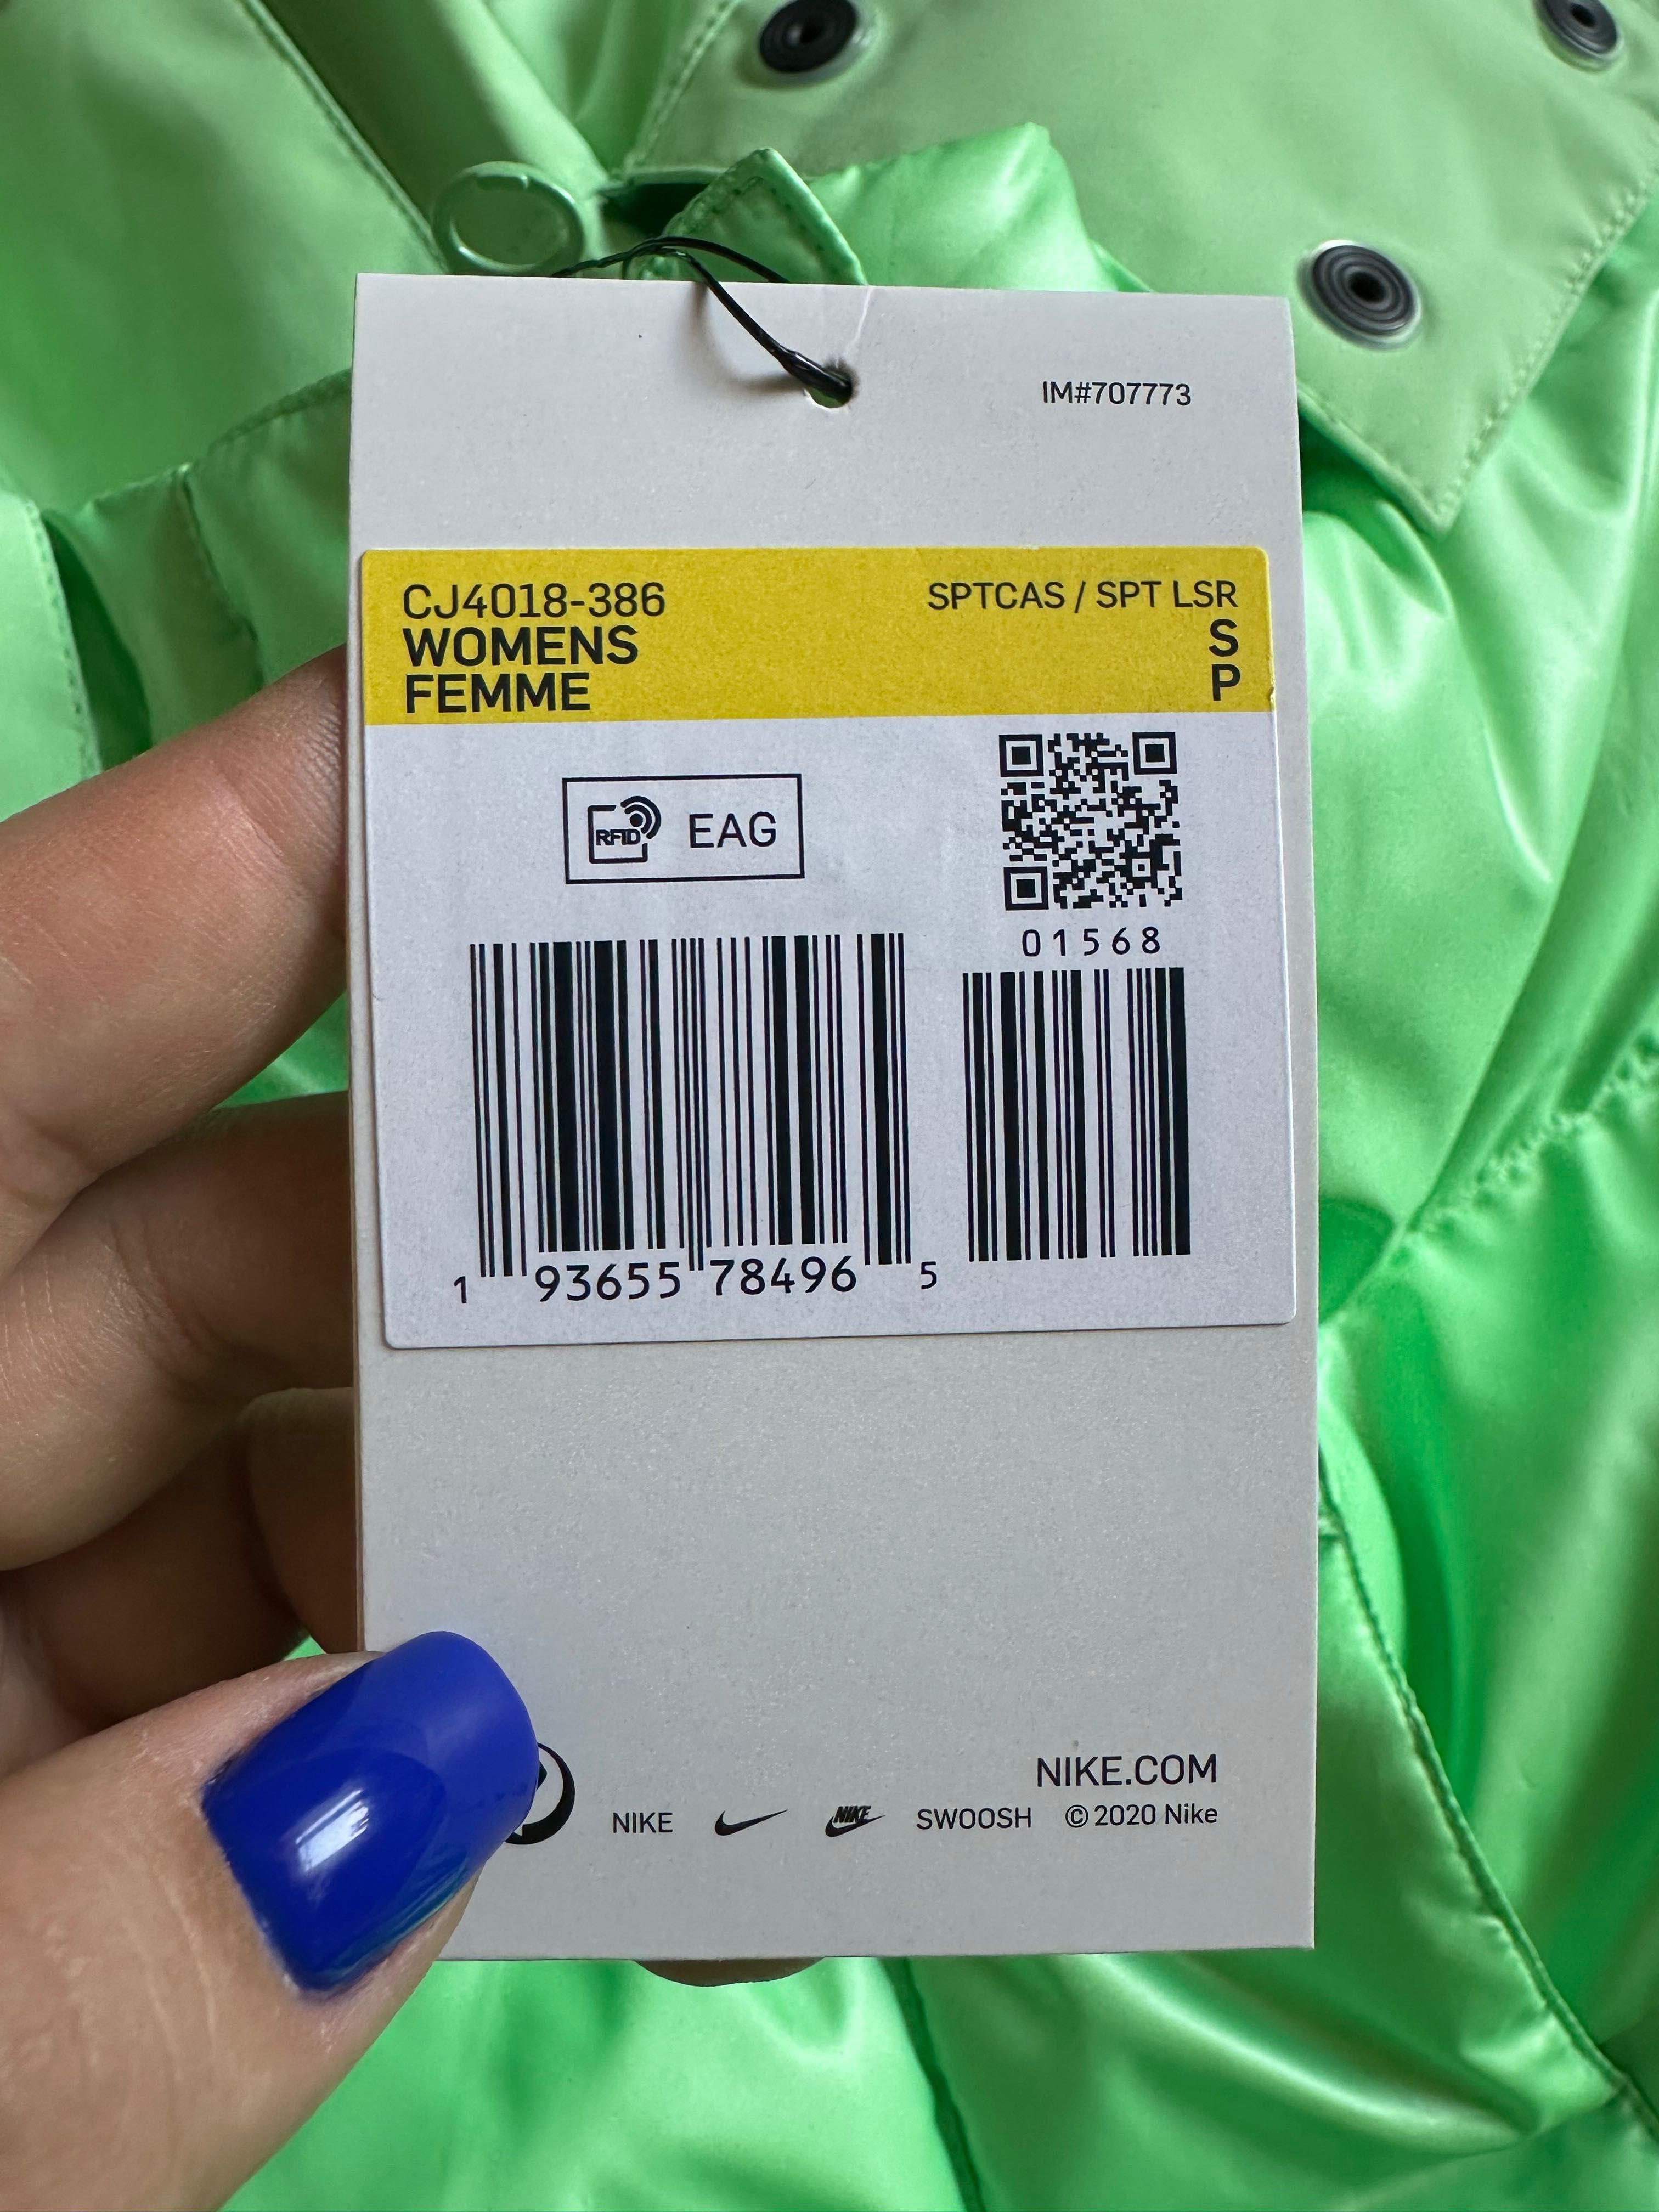 IM#707773
CJ4018-386 SPTCAS / SPT LSR
WOMENS S
FEMME P
RFID EAG
01568
1 93655 78496 5
NIKE.COM
NIKE NIKE SWOOSH © 2020 Nike